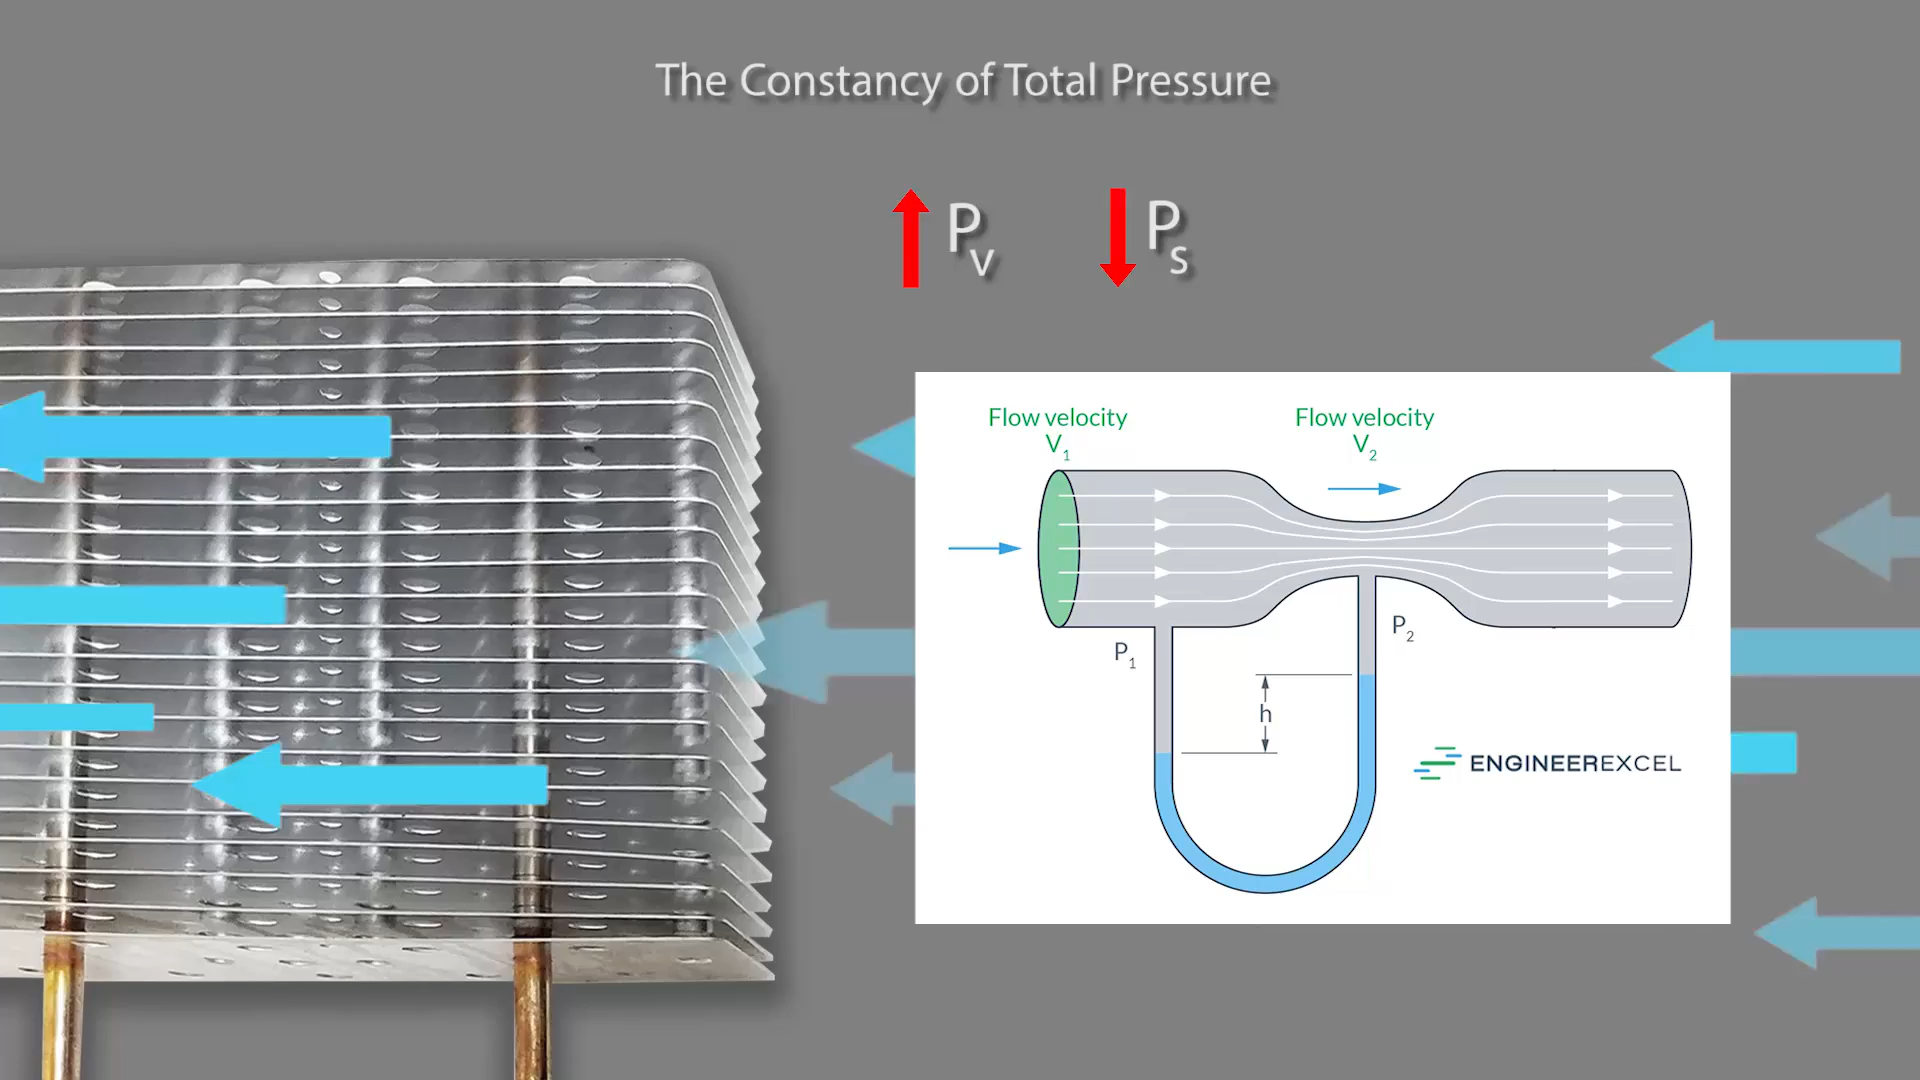 The Constancy of Total Pressure
Pv
Ps
Flow velocity
V1
Flow velocity
V2
P1
P2
h
ENGINEEREXCEL